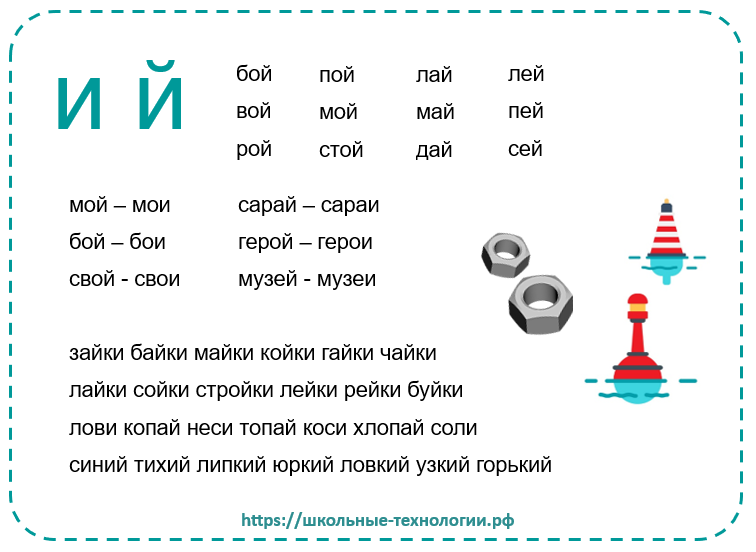 И Й
бой пой лай лей
вой мой май пей
рой стой дай сей
мой – мои сарай – сараи
бой – бои герой – герои
свой - свои музей - музеи
зайки байки майки койки гайки чайки
лайки сойки стройки лейки рейки буйки
лови копай неси топай коси хлопай соли
синий тихий липкий юркий ловкий узкий горький
https://школьные-технологии.рф